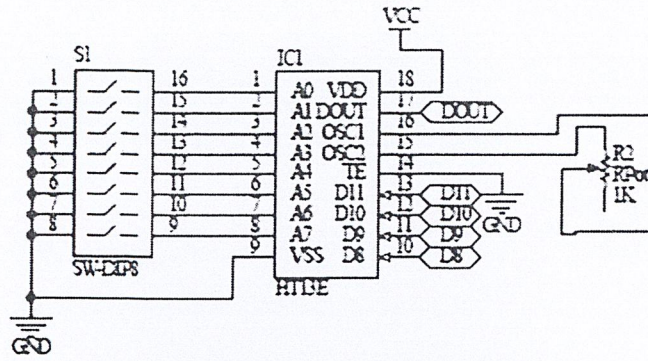 VCC
S1
IC1
1 16 1 A0 VDD 18
2 15 2 A1 DOUT 17 DOUT
3 14 3 A2 OSC1 16
4 13 4 A3 OSC2 15
5 12 5 A4 TE 14
6 11 6 A5 D11 13 D11
7 10 7 A6 D10 12 D10
8 9 8 A7 D9 11 D9
9 VSS D8 10 D8
R2
RPot
1K
GND
SW-DIP8
HT12E
GND